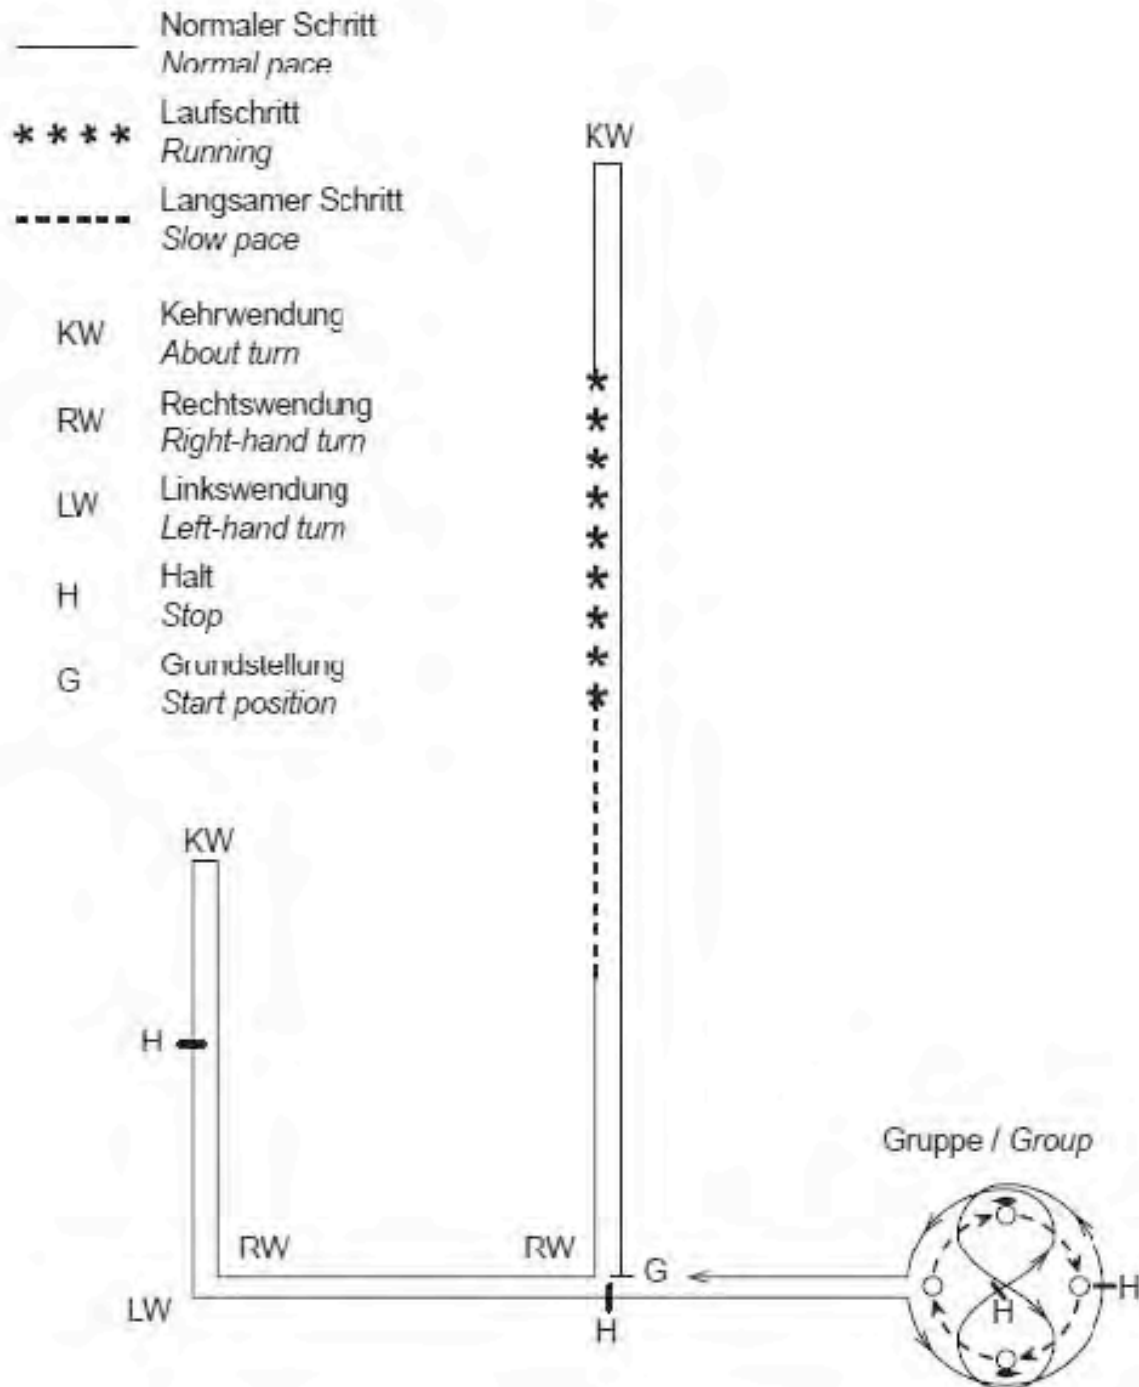 Normaler Schritt
Normal pace
Laufschritt
Running
Langsamer Schritt
Slow pace
KW
Kehrwendung
About turn
RW
Rechtswendung
Right-hand turn
LW
Linkswendung
Left-hand turn
H
Halt
Stop
G
Grundstellung
Start position
KW
KW
H
Gruppe / Group
RW
RW
G
LW
H
H
H